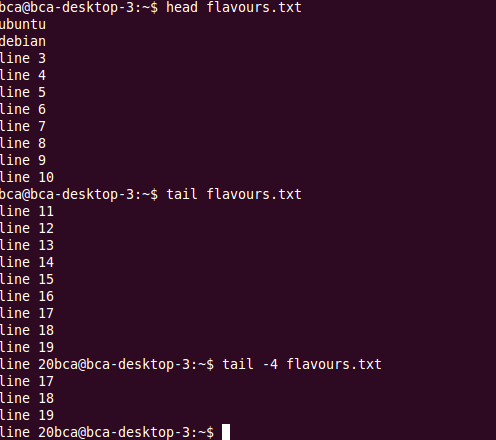 bca@bca-desktop-3:~$ head flavours.txt
ubuntu
debian
line 3
line 4
line 5
line 6
line 7
line 8
line 9
line 10
bca@bca-desktop-3:~$ tail flavours.txt
line 11
line 12
line 13
line 14
line 15
line 16
line 17
line 18
line 19
line 20bca@bca-desktop-3:~$ tail -4 flavours.txt
line 17
line 18
line 19
line 20bca@bca-desktop-3:~$